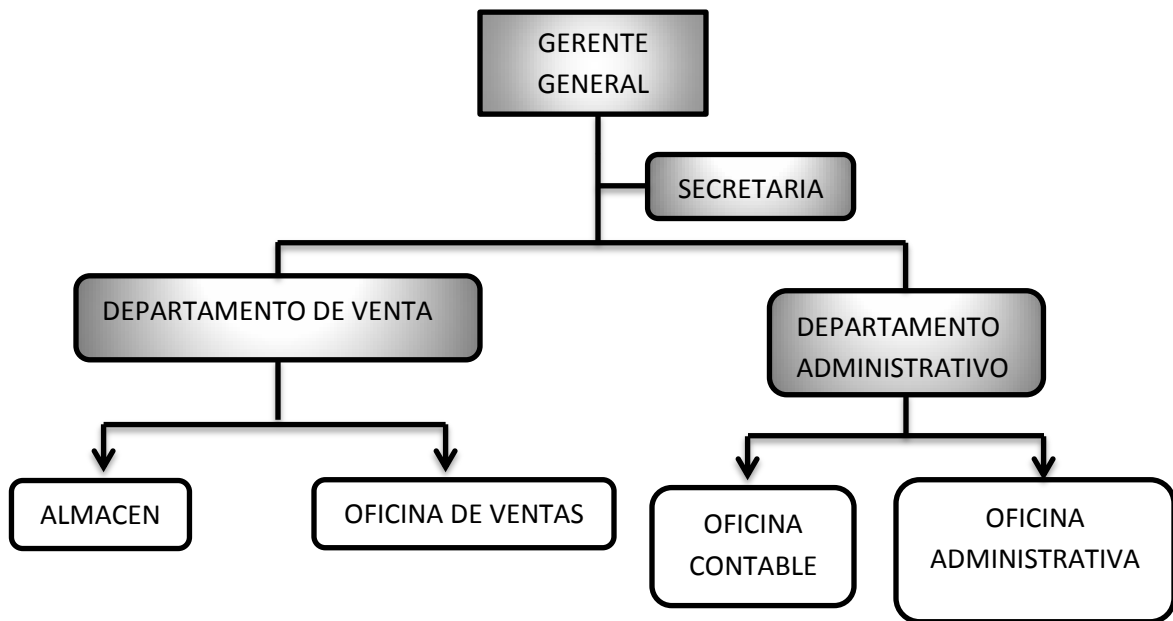 GERENTE
GENERAL
SECRETARIA
DEPARTAMENTO DE VENTA
DEPARTAMENTO
ADMINISTRATIVO
ALMACEN
OFICINA DE VENTAS
OFICINA
CONTABLE
OFICINA
ADMINISTRATIVA